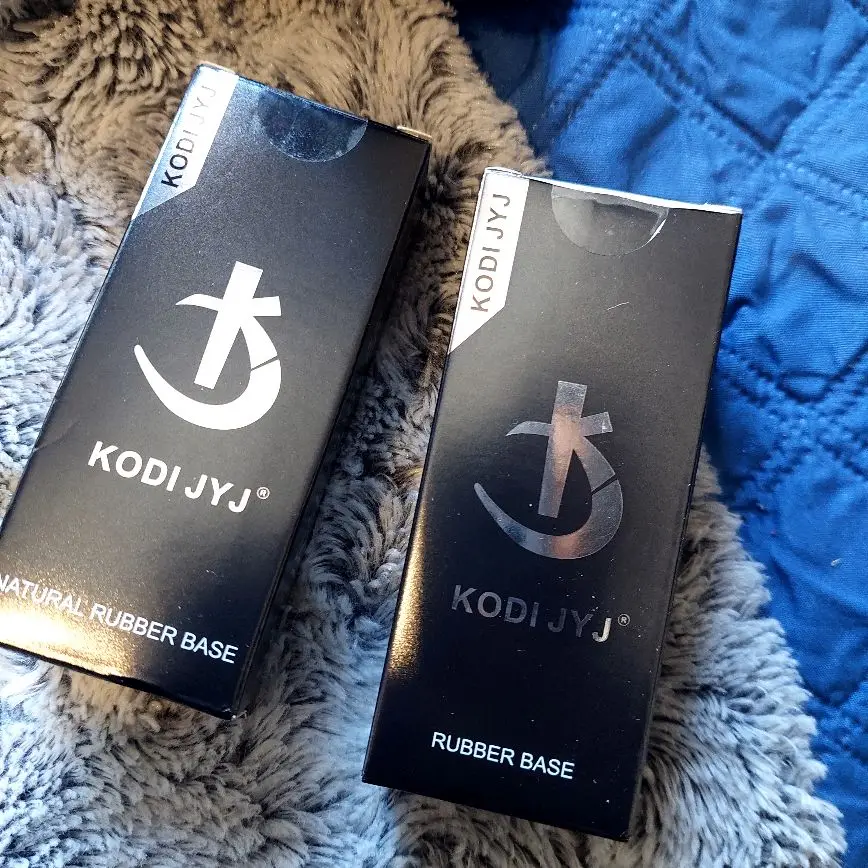 KODI JYJ
KODI JYJ®
NATURAL RUBBER BASE
KODI JYJ
KODI JYJ®
RUBBER BASE